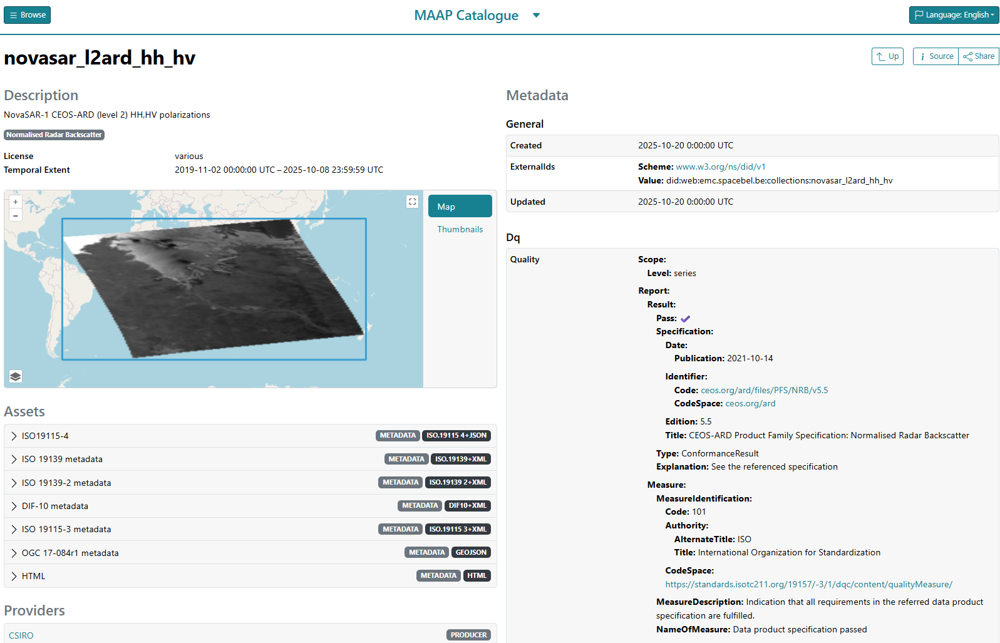 Browse
MAAP Catalogue
Language: English
novasar_l2ard_hh_hv
Up
Source
Share
Description
NovaSAR-1 CEOS-ARD (level 2) HH,HV polarizations
Normalised Radar Backscatter
License various
Temporal Extent 2019-11-02 00:00:00 UTC – 2025-10-08 23:59:59 UTC
+
−
Map
Thumbnails
Assets
ISO19115-4 METADATA ISO.19115 4+JSON
ISO 19139 metadata METADATA ISO.19139+XML
ISO 19139-2 metadata METADATA ISO.19139 2+XML
DIF-10 metadata METADATA DIF10+XML
ISO 19115-3 metadata METADATA ISO.19115 3+XML
OGC 17-084r1 metadata METADATA GEOJSON
HTML METADATA HTML
Providers
CSIRO PRODUCER
Metadata
General
Created 2025-10-20 0:00:00 UTC
ExternalIds Scheme: www.w3.org/ns/did/v1
Value: did:web:emc.spacebel.be:collections:novasar_l2ard_hh_hv
Updated 2025-10-20 0:00:00 UTC
Dq
Quality Scope:
Level: series
Report:
Result:
Pass:
Specification:
Date:
Publication: 2021-10-14
Identifier:
Code: ceos.org/ard/files/PFS/NRB/v5.5
CodeSpace: ceos.org/ard
Edition: 5.5
Title: CEOS-ARD Product Family Specification: Normalised Radar Backscatter
Type: ConformanceResult
Explanation: See the referenced specification
Measure:
MeasureIdentification:
Code: 101
Authority:
AlternateTitle: ISO
Title: International Organization for Standardization
CodeSpace:
https://standards.isotc211.org/19157/-3/1/dqc/content/qualityMeasure/
MeasureDescription: Indication that all requirements in the referred data product
specification are fulfilled.
NameOfMeasure: Data product specification passed